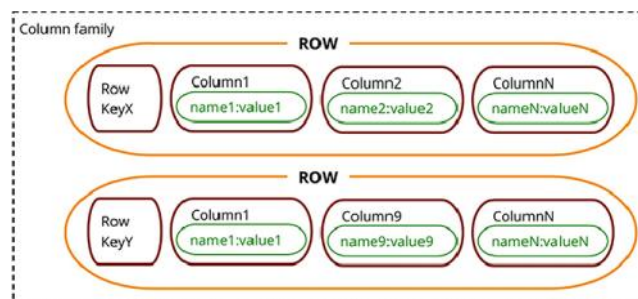 Column family
ROW
Row
KeyX
Column1
name1:value1
Column2
name2:value2
ColumnN
nameN:valueN
ROW
Row
KeyY
Column1
name1:value1
Column9
name9:value9
ColumnN
nameN:valueN